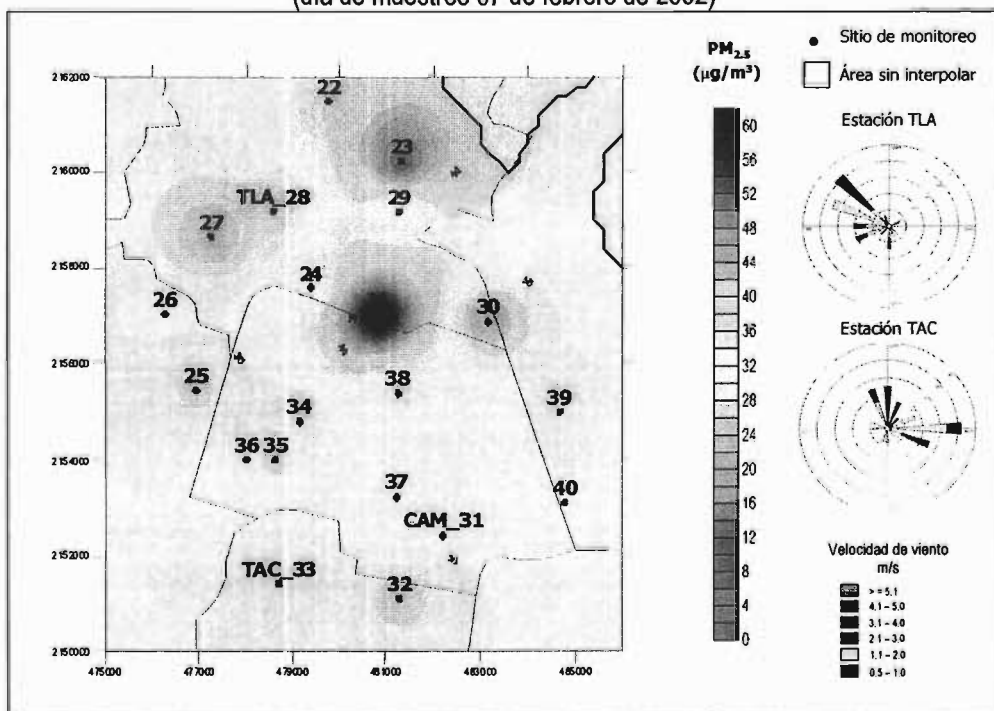 (día de muestreo 07 de febrero de 2002)
PM2.5
(μg/m³)
Sitio de monitoreo
Área sin interpolar
2162000
2160000
2158000
2156000
2154000
2152000
2150000
475000
477000
479000
461000
463000
465000
22
23
TLA_28
29
27
24
26
30
25
38
39
34
36
35
37
40
CAM_31
TAC_33
32
60
56
52
48
44
40
36
32
28
24
20
16
12
8
4
0
Estación TLA
Estación TAC
Velocidad de viento
m/s
>= 5.1
4.1 - 5.0
3.1 - 4.0
2.1 - 3.0
1.1 - 2.0
0.5 - 1.0